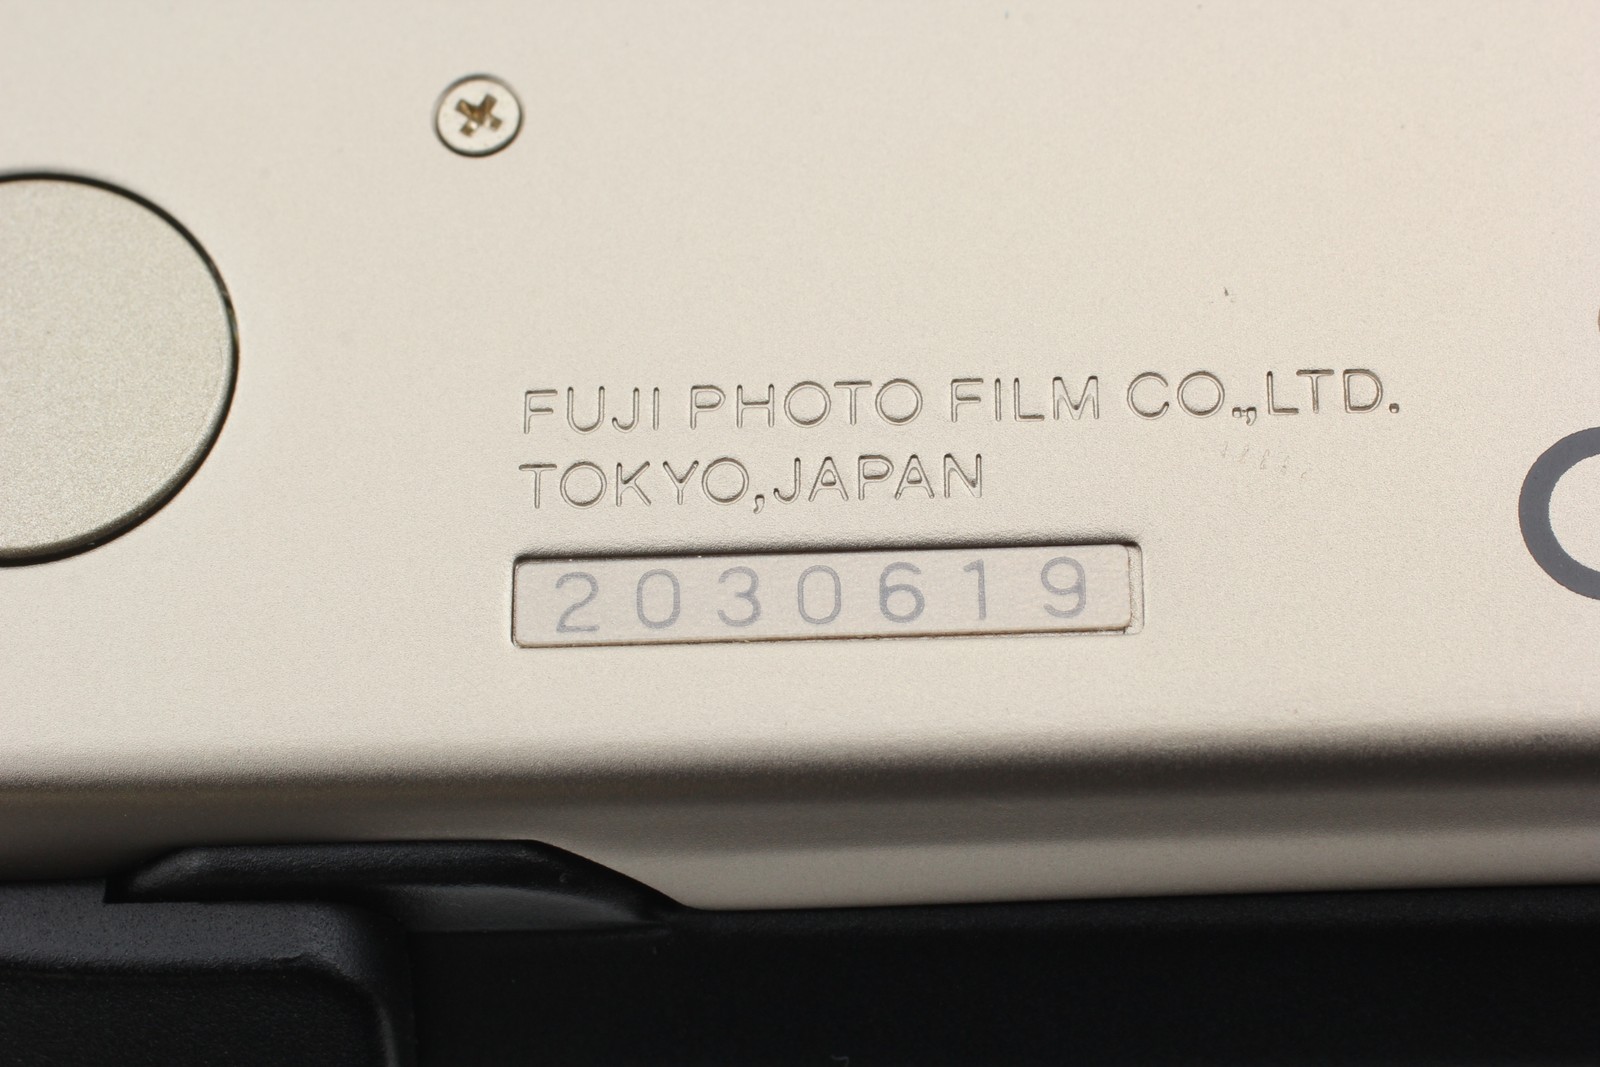 FUJI PHOTO FILM CO.,LTD.
TOKYO,JAPAN
2030619